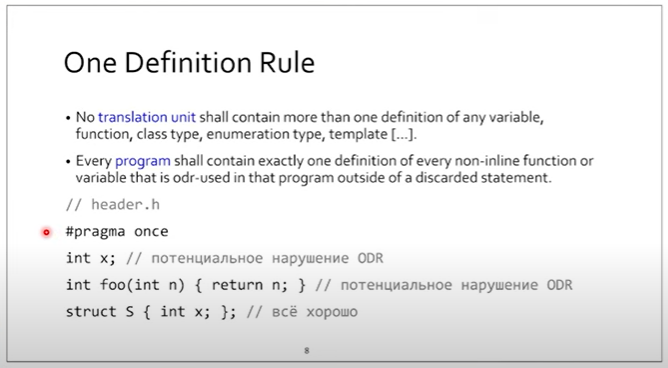 One Definition Rule
• No translation unit shall contain more than one definition of any variable,
function, class type, enumeration type, template [...].
• Every program shall contain exactly one definition of every non-inline function or
variable that is odr-used in that program outside of a discarded statement.
// header.h
#pragma once
int x; // потенциальное нарушение ODR
int foo(int n) { return n; } // потенциальное нарушение ODR
struct S { int x; }; // всё хорошо
8